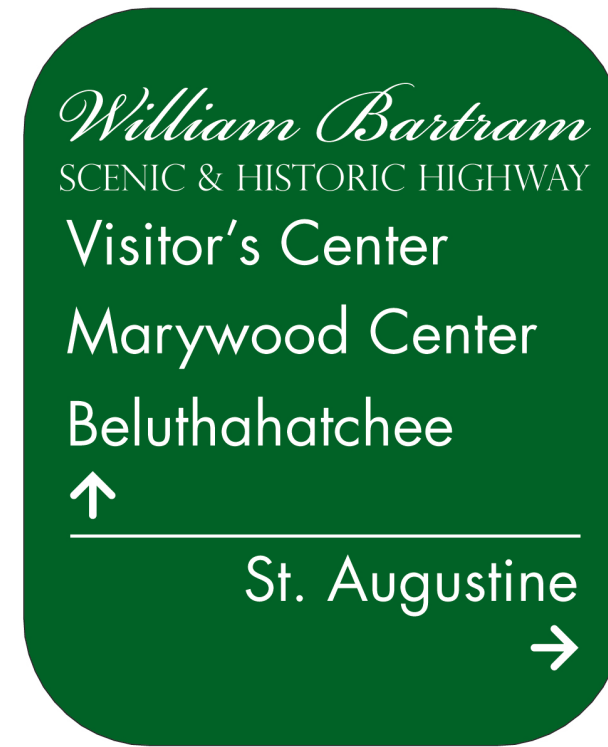 William Bartram
SCENIC & HISTORIC HIGHWAY
Visitor's Center
Marywood Center
Beluthahatchee
↑
St. Augustine
→